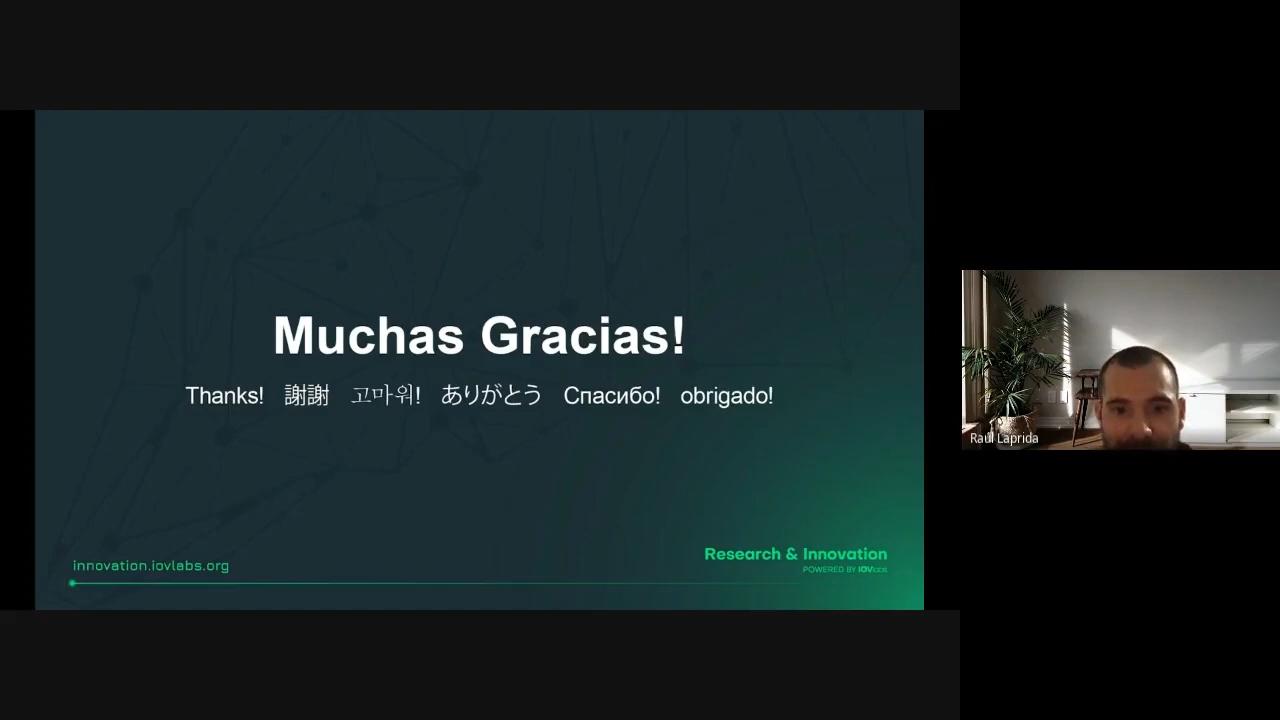 Muchas Gracias!
Thanks! 謝謝 고마워! ありがとう Спасибо! obrigado!
innovation.iovlabs.org
Research & Innovation
POWERED BY IOVlabs
Raúl Laprida